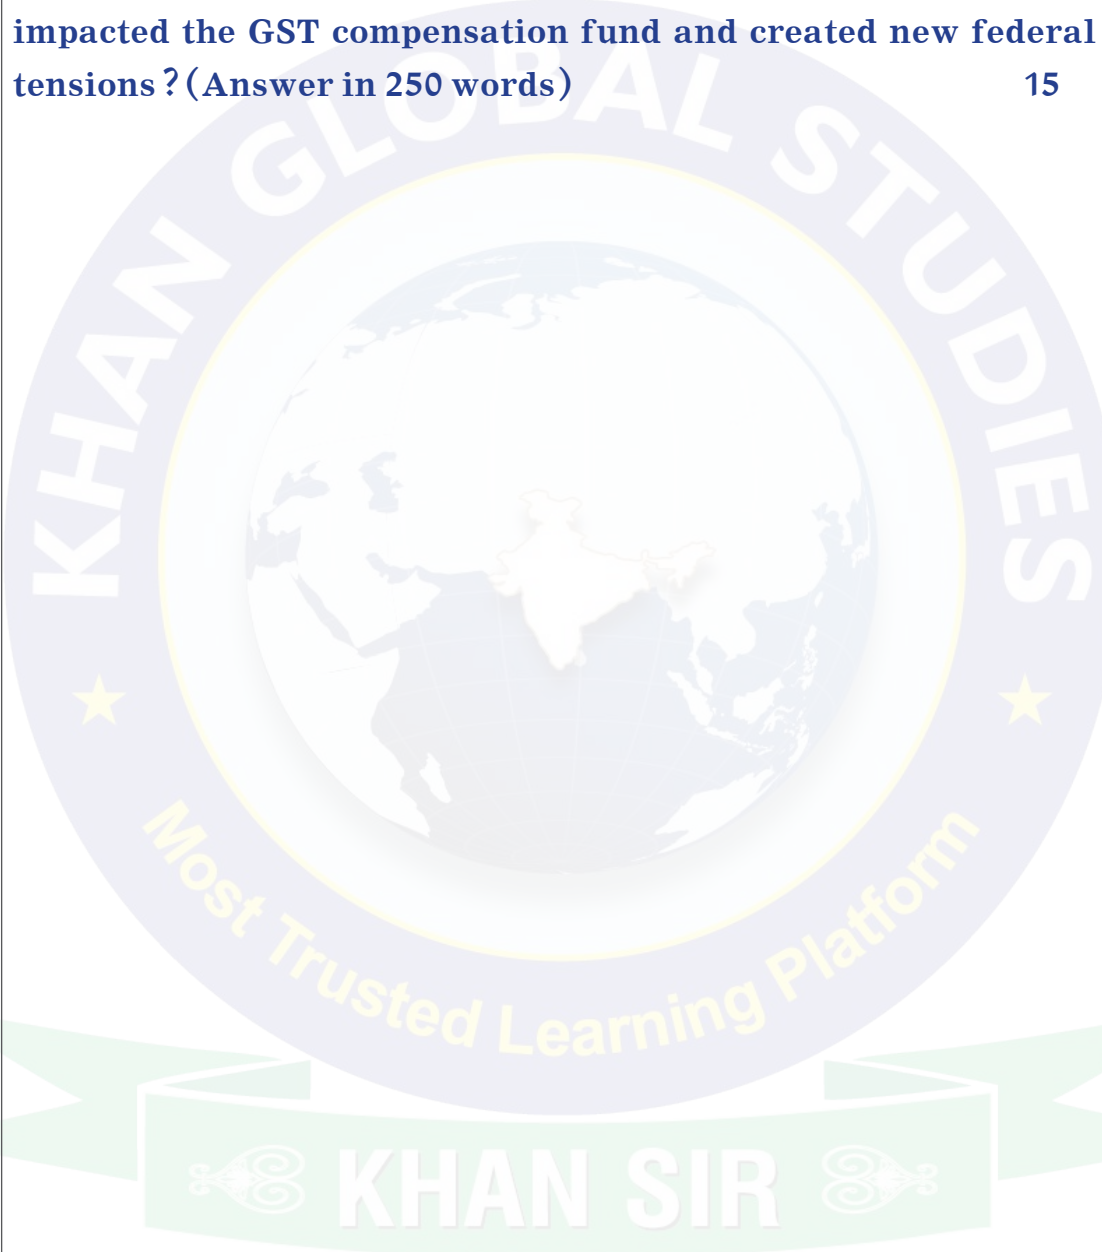 impacted the GST compensation fund and created new federal
tensions ? (Answer in 250 words) 15
KHAN GLOBAL STUDIES
Most Trusted Learning Platform
KHAN SIR